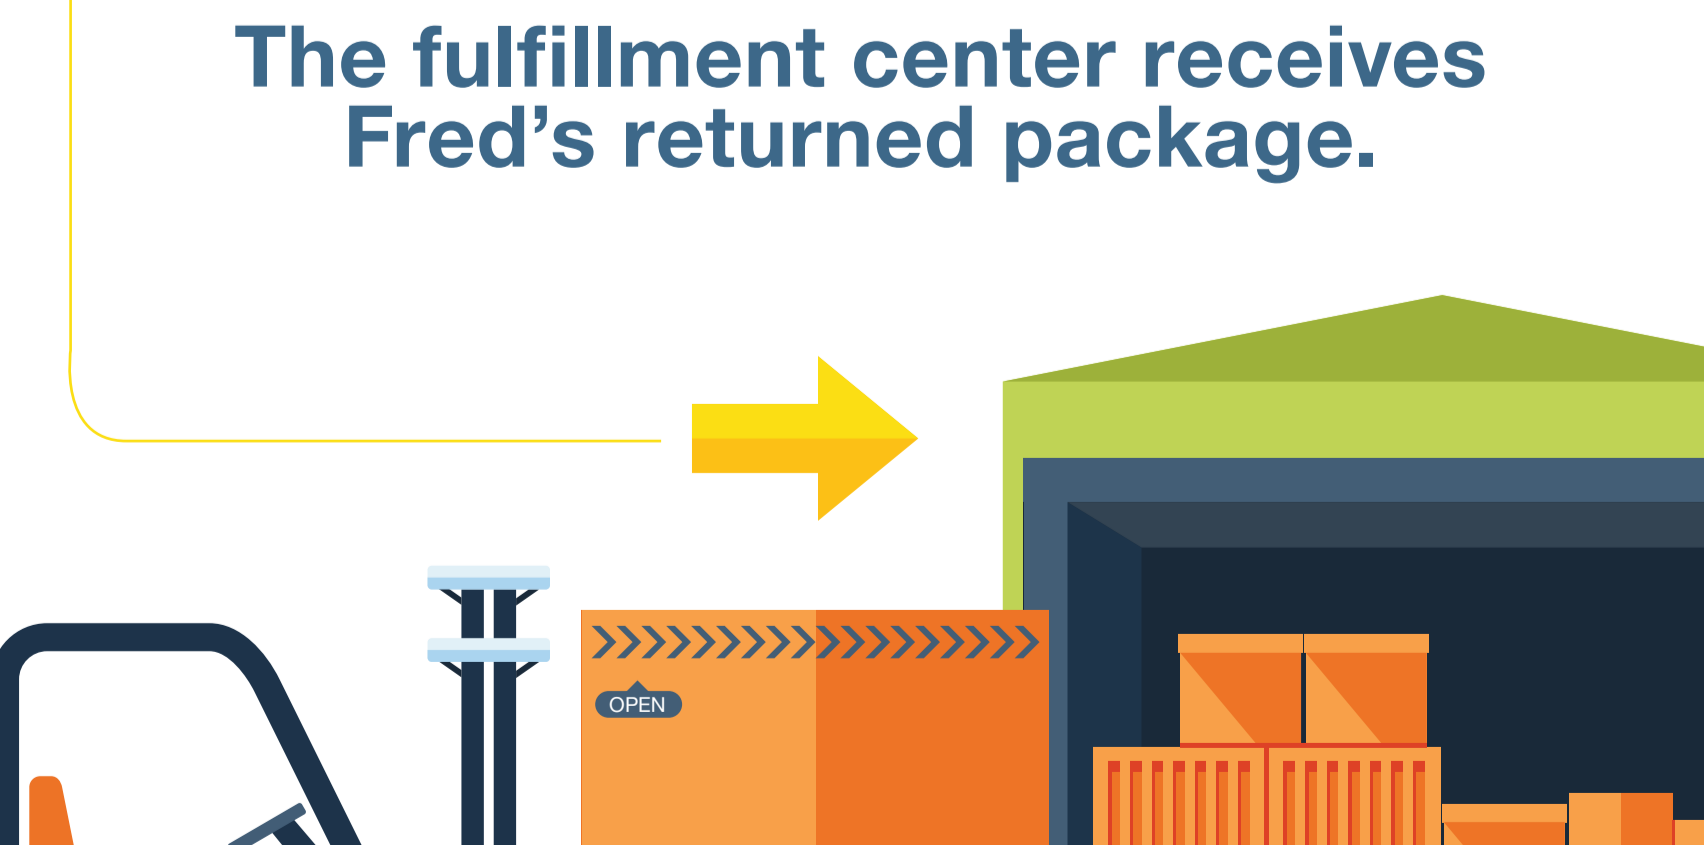 The fulfillment center receives
Fred’s returned package.
OPEN